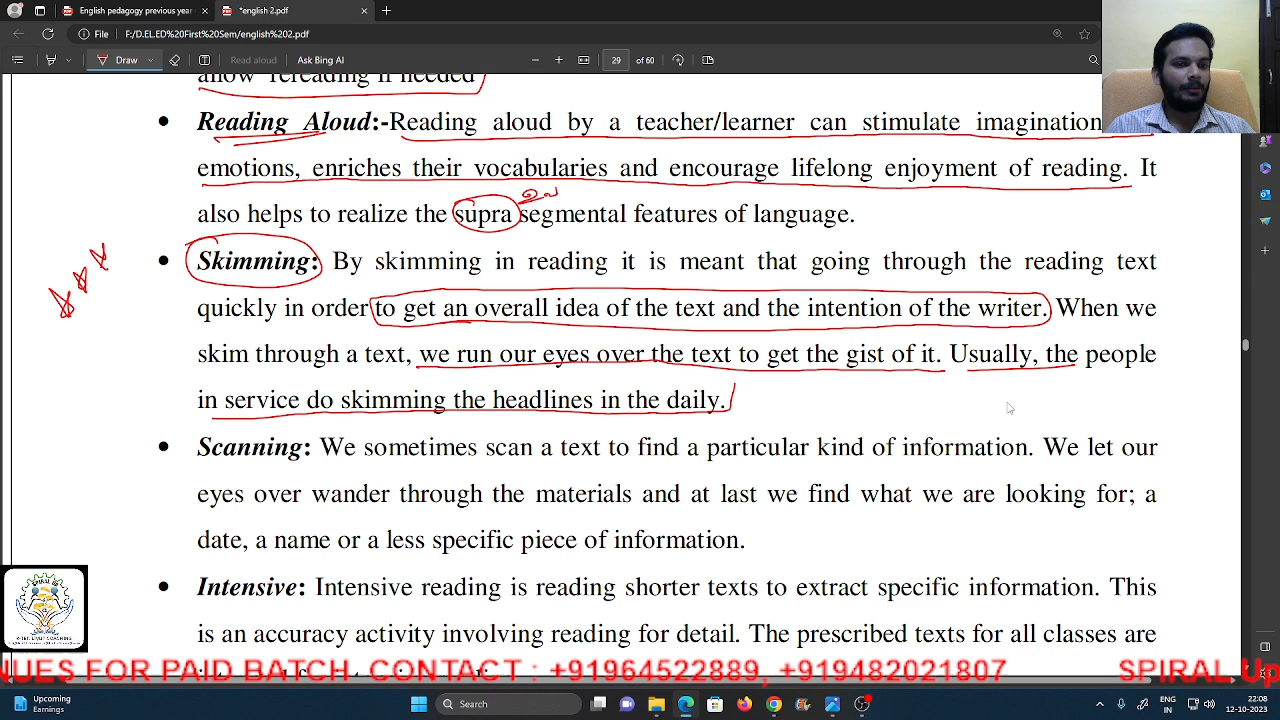 English pedagogy previous year
*english 2.pdf
File F:/D.EL.ED%20First%20Sem/english%202.pdf
Draw
Read aloud
Ask Bing AI
29 of 60
allow rereading if needed
• Reading Aloud:-Reading aloud by a teacher/learner can stimulate imagination
emotions, enriches their vocabularies and encourage lifelong enjoyment of reading. It
also helps to realize the supra segmental features of language.
• Skimming: By skimming in reading it is meant that going through the reading text
quickly in order to get an overall idea of the text and the intention of the writer. When we
skim through a text, we run our eyes over the text to get the gist of it. Usually, the people
in service do skimming the headlines in the daily.
• Scanning: We sometimes scan a text to find a particular kind of information. We let our
eyes over wander through the materials and at last we find what we are looking for; a
date, a name or a less specific piece of information.
• Intensive: Intensive reading is reading shorter texts to extract specific information. This
is an accuracy activity involving reading for detail. The prescribed texts for all classes are
SPIRAL UP
NUES FOR PAID BATCH. CONTACT : +91964522889, +919482021807 SPIRAL Up
Upcoming
Earnings
Search
ENG
IN
22:08
12-10-2023